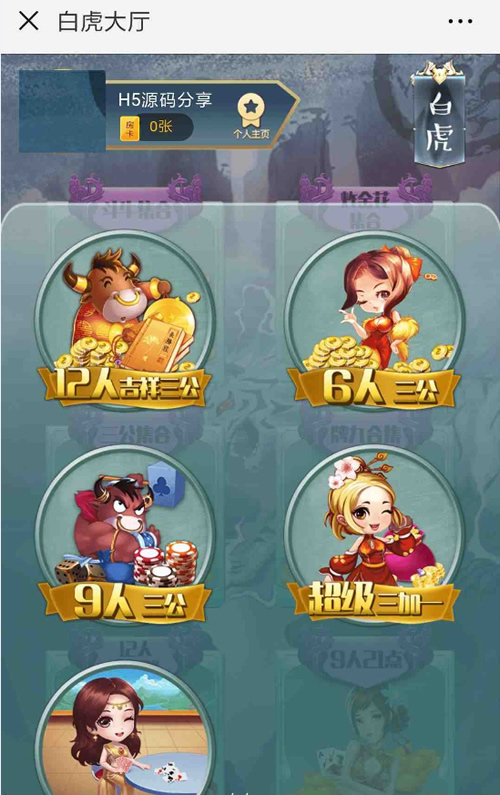 白虎大厅
H5源码分享
房卡
0张
个人主页
白虎
斗牛集合
炸金花
集合
12人吉祥三公
6人 三公
三公集合
牌九合集
9人 三公
超级三加一
12人
9人21点